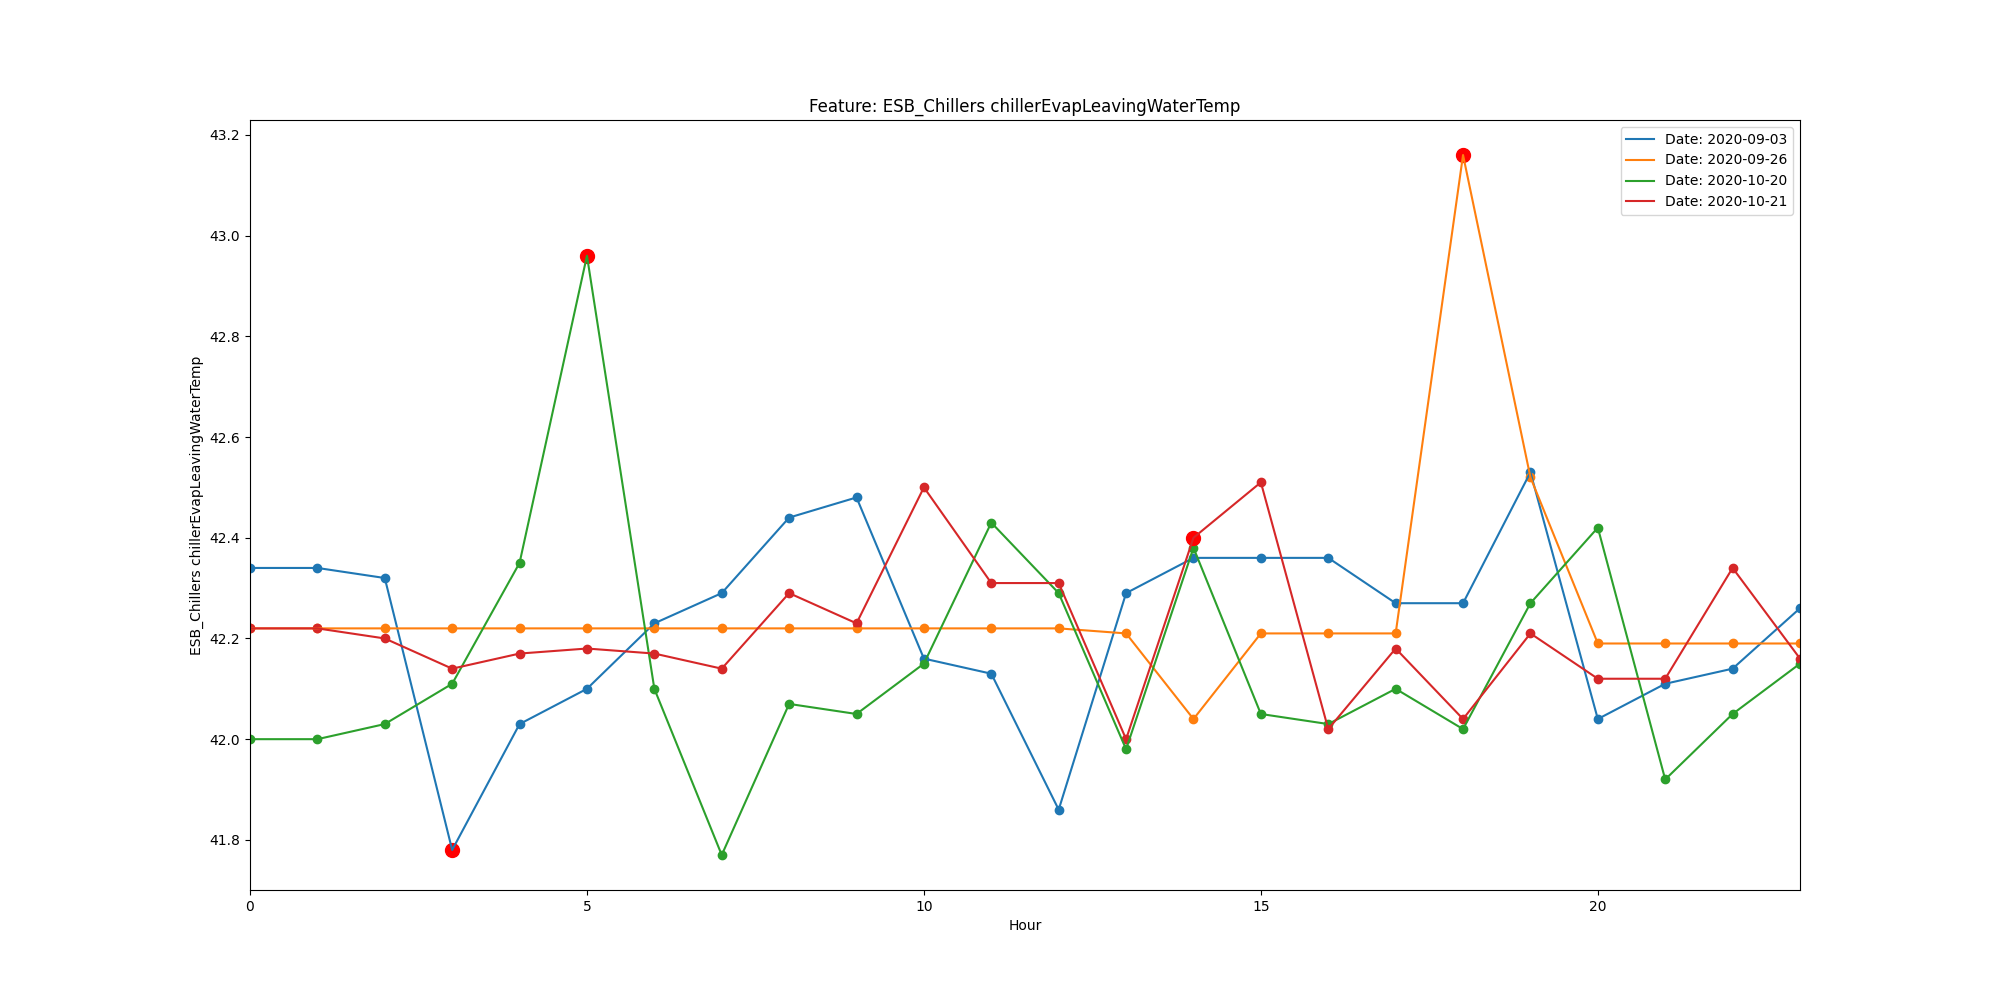 Feature: ESB_Chillers chillerEvapLeavingWaterTemp
Date: 2020-09-03
Date: 2020-09-26
Date: 2020-10-20
Date: 2020-10-21
ESB_Chillers chillerEvapLeavingWaterTemp
43.2
43.0
42.8
42.6
42.4
42.2
42.0
41.8
0 5 10 15 20
Hour